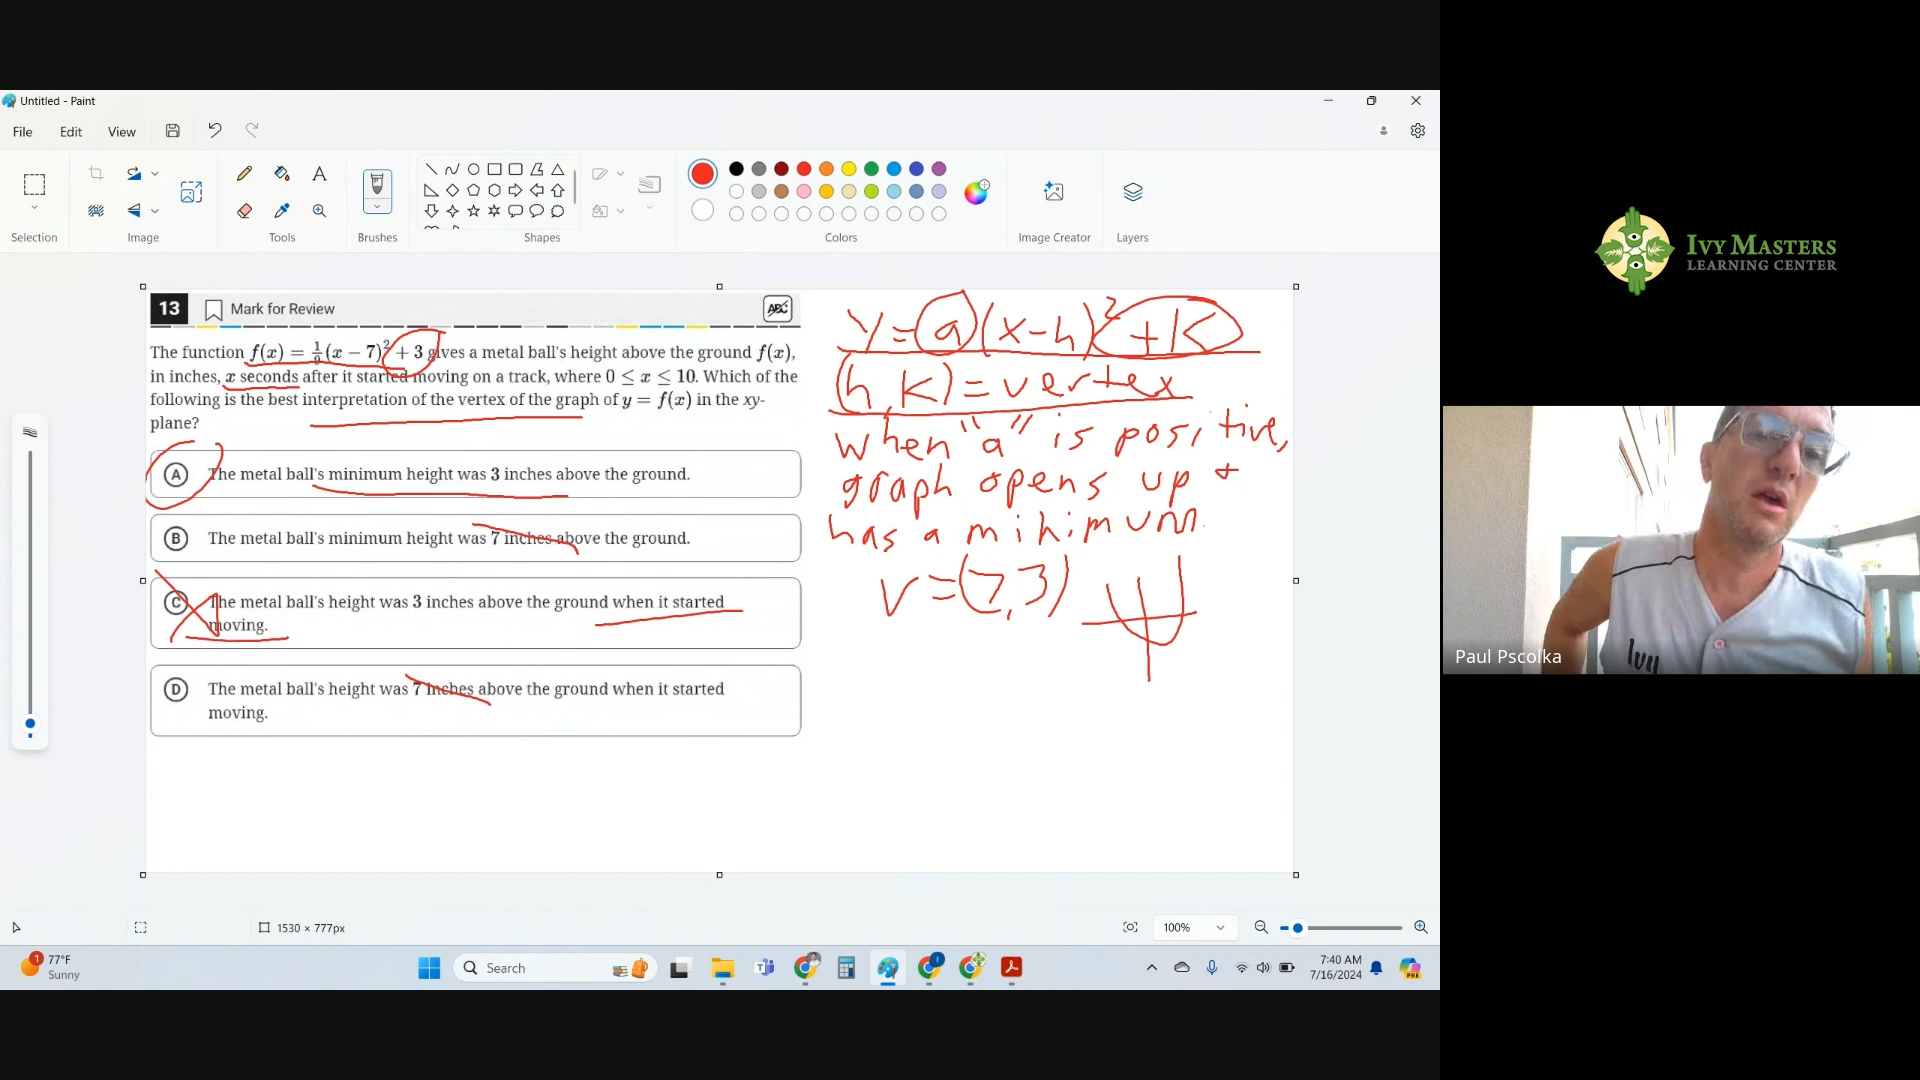 Untitled - Paint
File Edit View
Selection Image Tools Brushes Shapes Colors Image Creator Layers
13 Mark for Review ABC
The function f(x) = 1/9(x − 7)² + 3 gives a metal ball's height above the ground f(x),
in inches, x seconds after it started moving on a track, where 0 ≤ x ≤ 10. Which of the
following is the best interpretation of the vertex of the graph of y = f(x) in the xy-
plane?
A The metal ball's minimum height was 3 inches above the ground.
B The metal ball's minimum height was 7 inches above the ground.
C The metal ball's height was 3 inches above the ground when it started
moving.
D The metal ball's height was 7 inches above the ground when it started
moving.
y = a(x-h)² + k
(h,k) = vertex
when "a" is positive,
graph opens up +
has a minimum.
V = (7,3)
1530 × 777px
100%
1
77°F
Sunny
Search
7:40 AM
7/16/2024
PRE
IVY MASTERS
LEARNING CENTER
Ivy
Paul Pscolka